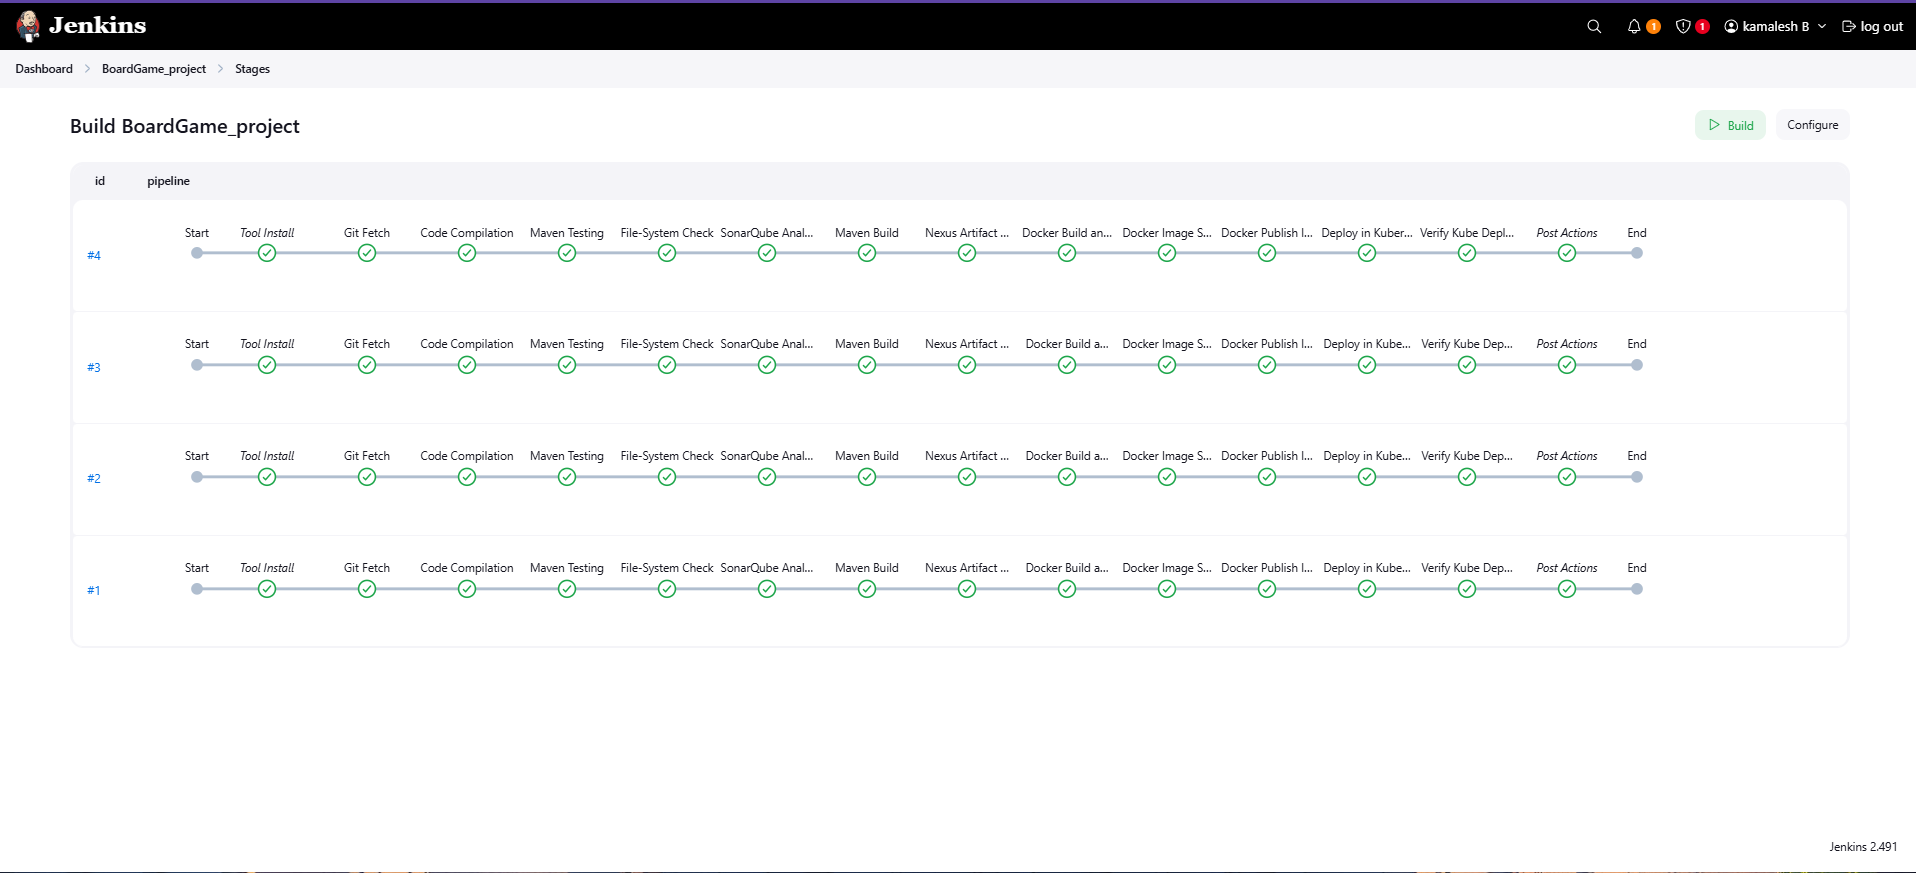 Jenkins 1 1 kamalesh B log out
Dashboard BoardGame_project Stages
Build BoardGame_project Build Configure
id pipeline
Start Tool Install Git Fetch Code Compilation Maven Testing File-System Check SonarQube Anal... Maven Build Nexus Artifact ... Docker Build an... Docker Image S... Docker Publish I... Deploy in Kuber... Verify Kube Depl... Post Actions End
#4
Start Tool Install Git Fetch Code Compilation Maven Testing File-System Check SonarQube Anal... Maven Build Nexus Artifact ... Docker Build a... Docker Image S... Docker Publish I... Deploy in Kube... Verify Kube Dep... Post Actions End
#3
Start Tool Install Git Fetch Code Compilation Maven Testing File-System Check SonarQube Anal... Maven Build Nexus Artifact ... Docker Build a... Docker Image S... Docker Publish I... Deploy in Kube... Verify Kube Dep... Post Actions End
#2
Start Tool Install Git Fetch Code Compilation Maven Testing File-System Check SonarQube Anal... Maven Build Nexus Artifact ... Docker Build a... Docker Image S... Docker Publish I... Deploy in Kube... Verify Kube Dep... Post Actions End
#1
Jenkins 2.491